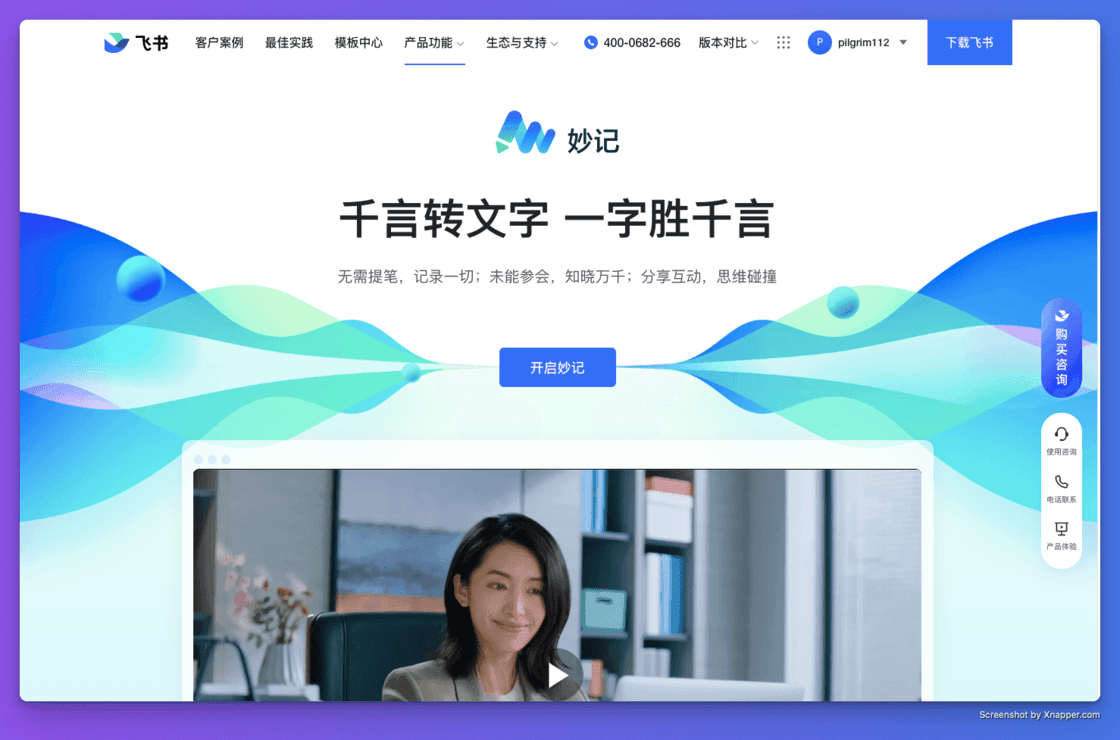 飞书 客户案例 最佳实践 模板中心 产品功能 生态与支持 400-0682-666 版本对比 P pilgrim112 下载飞书
妙记
千言转文字 一字胜千言
无需提笔，记录一切；未能参会，知晓万千；分享互动，思维碰撞
开启妙记
购买咨询
使用咨询
电话联系
产品体验
Screenshot by Xnapper.com